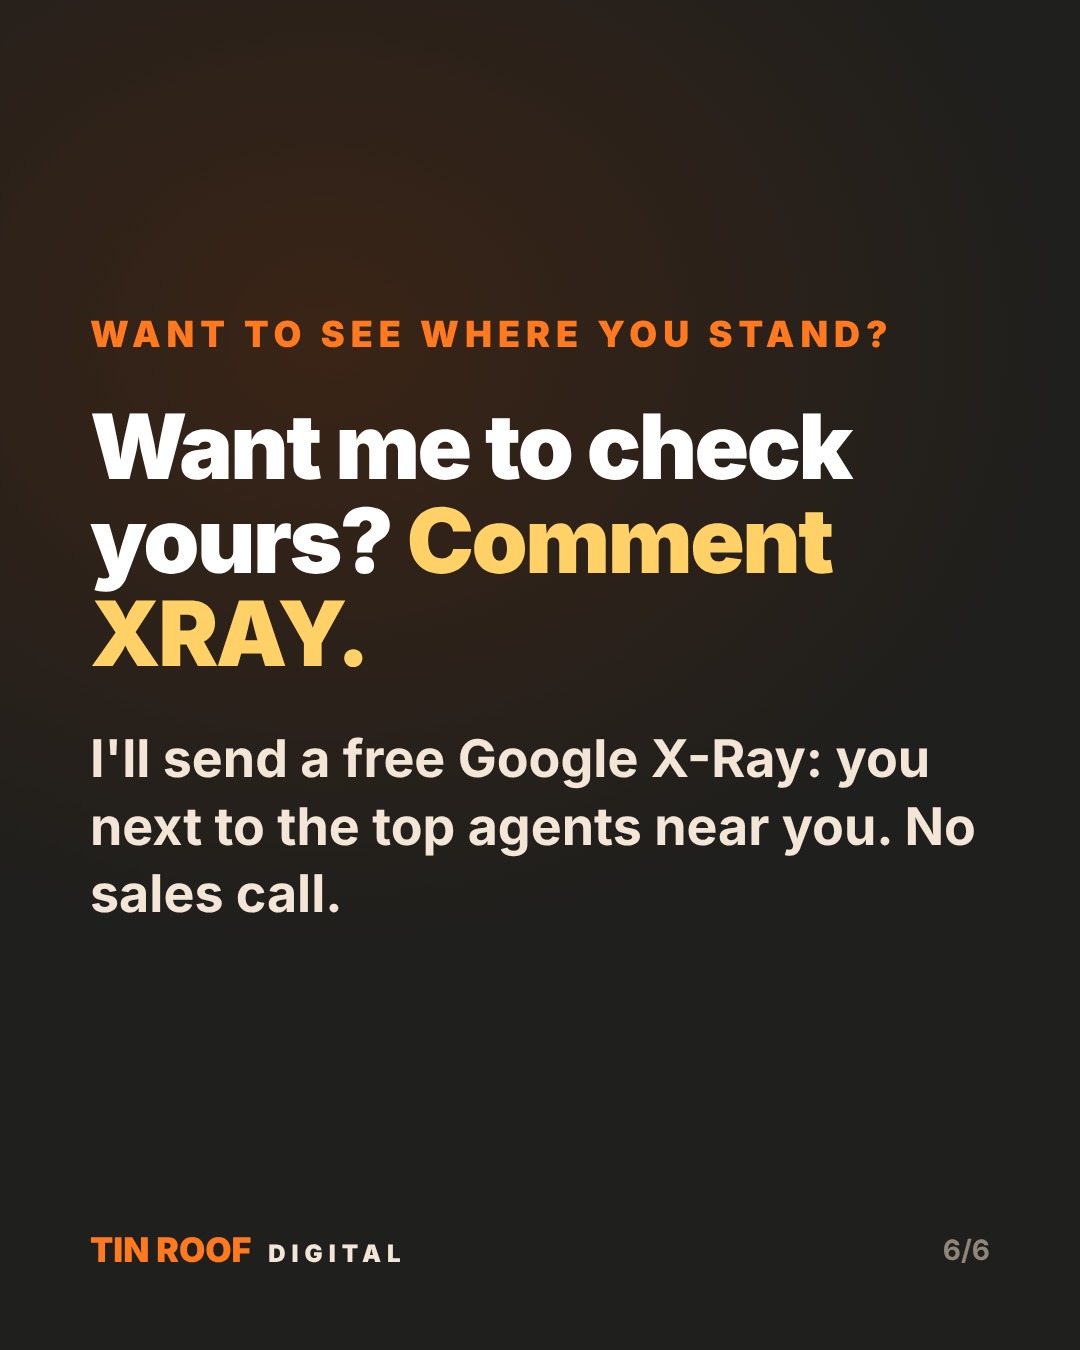 WANT TO SEE WHERE YOU STAND?
Want me to check
yours? Comment
XRAY.
I'll send a free Google X-Ray: you
next to the top agents near you. No
sales call.
TIN ROOF DIGITAL
6/6